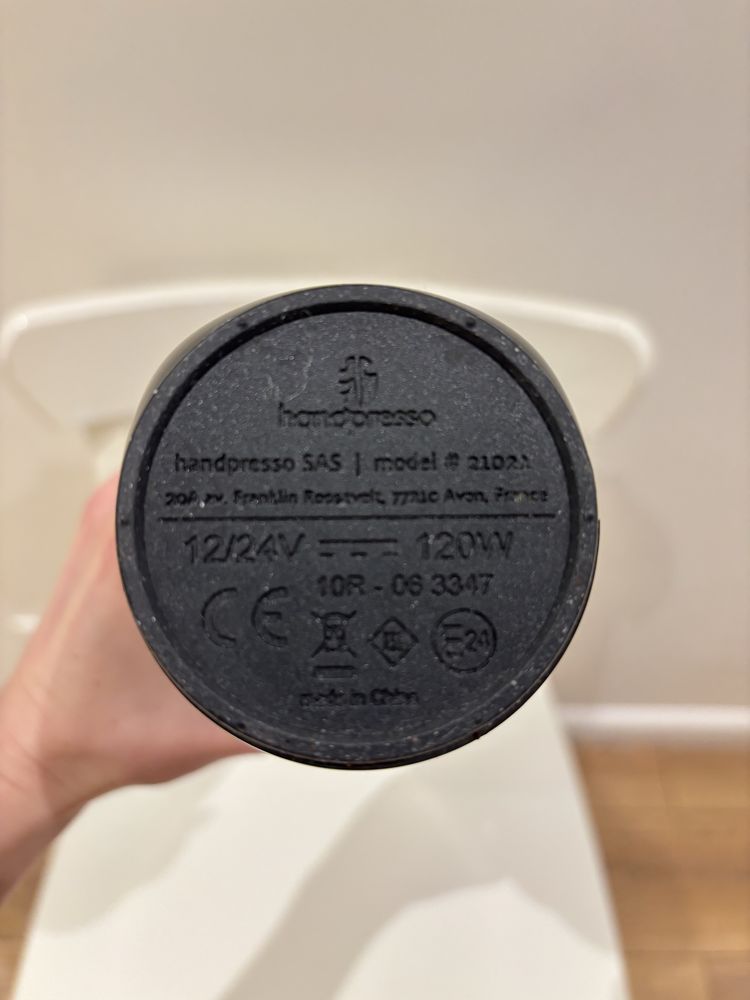 handpresso
handpresso SAS | model # 2102A
20A av. Franklin Roosevelt, 77210 Avon, France
12/24V 120W
10R - 06 3347
CE E24
made in China